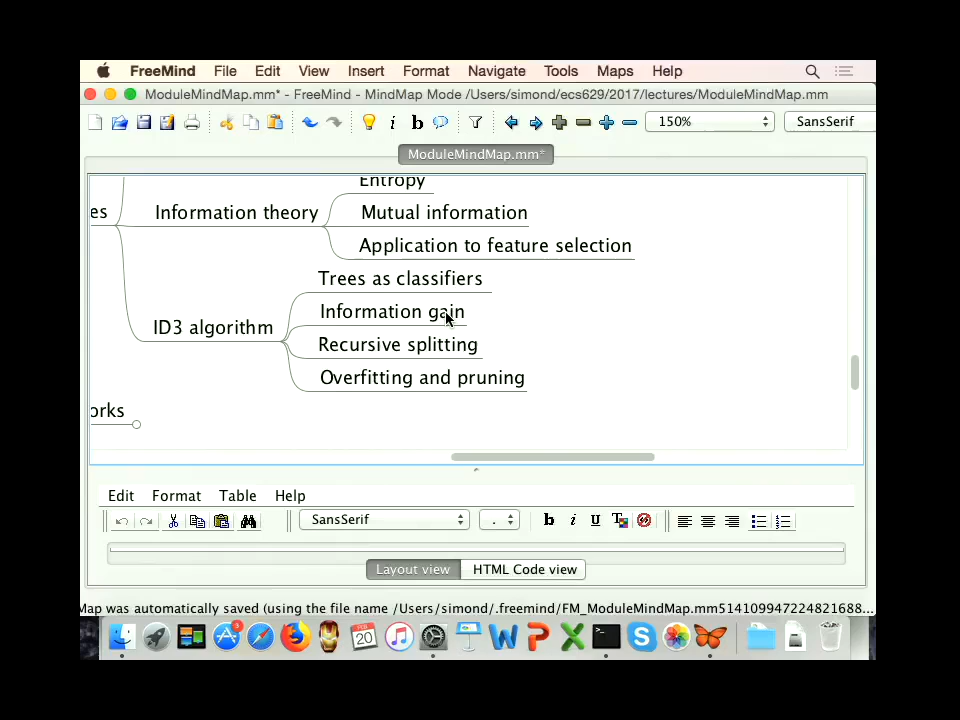 FreeMind File Edit View Insert Format Navigate Tools Maps Help
ModuleMindMap.mm* - FreeMind - MindMap Mode /Users/simond/ecs629/2017/lectures/ModuleMindMap.mm
i b 150% SansSerif
ModuleMindMap.mm*
Entropy
es Information theory Mutual information
Application to feature selection
Trees as classifiers
Information gain
ID3 algorithm
Recursive splitting
Overfitting and pruning
orks
Edit Format Table Help
SansSerif . b i U T
Layout view HTML Code view
Map was automatically saved (using the file name /Users/simond/.freemind/FM_ModuleMindMap.mm514109947224821688...
FEB 20 3 W P X S